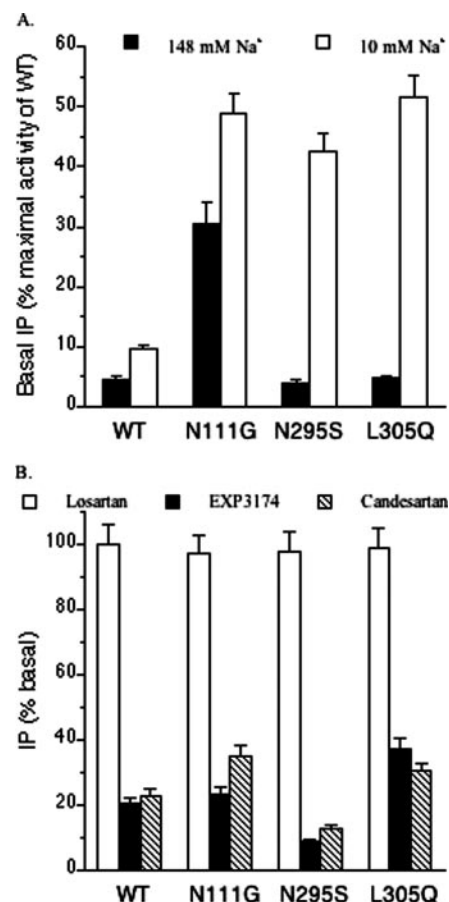 A.
148 mM Na⁺ 10 mM Na⁺
60
50
40
30
20
10
0
Basal IP (% maximal activity of WT)
WT N111G N295S L305Q
B.
Losartan EXP3174 Candesartan
100
80
60
40
20
0
IP (% basal)
WT N111G N295S L305Q